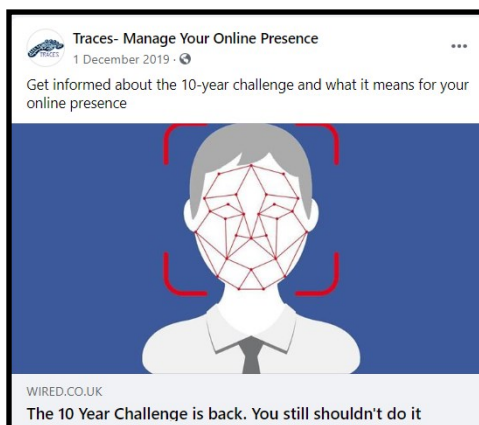 Traces- Manage Your Online Presence
1 December 2019 ·
Get informed about the 10-year challenge and what it means for your
online presence
TRACES
WIRED.CO.UK
The 10 Year Challenge is back. You still shouldn't do it